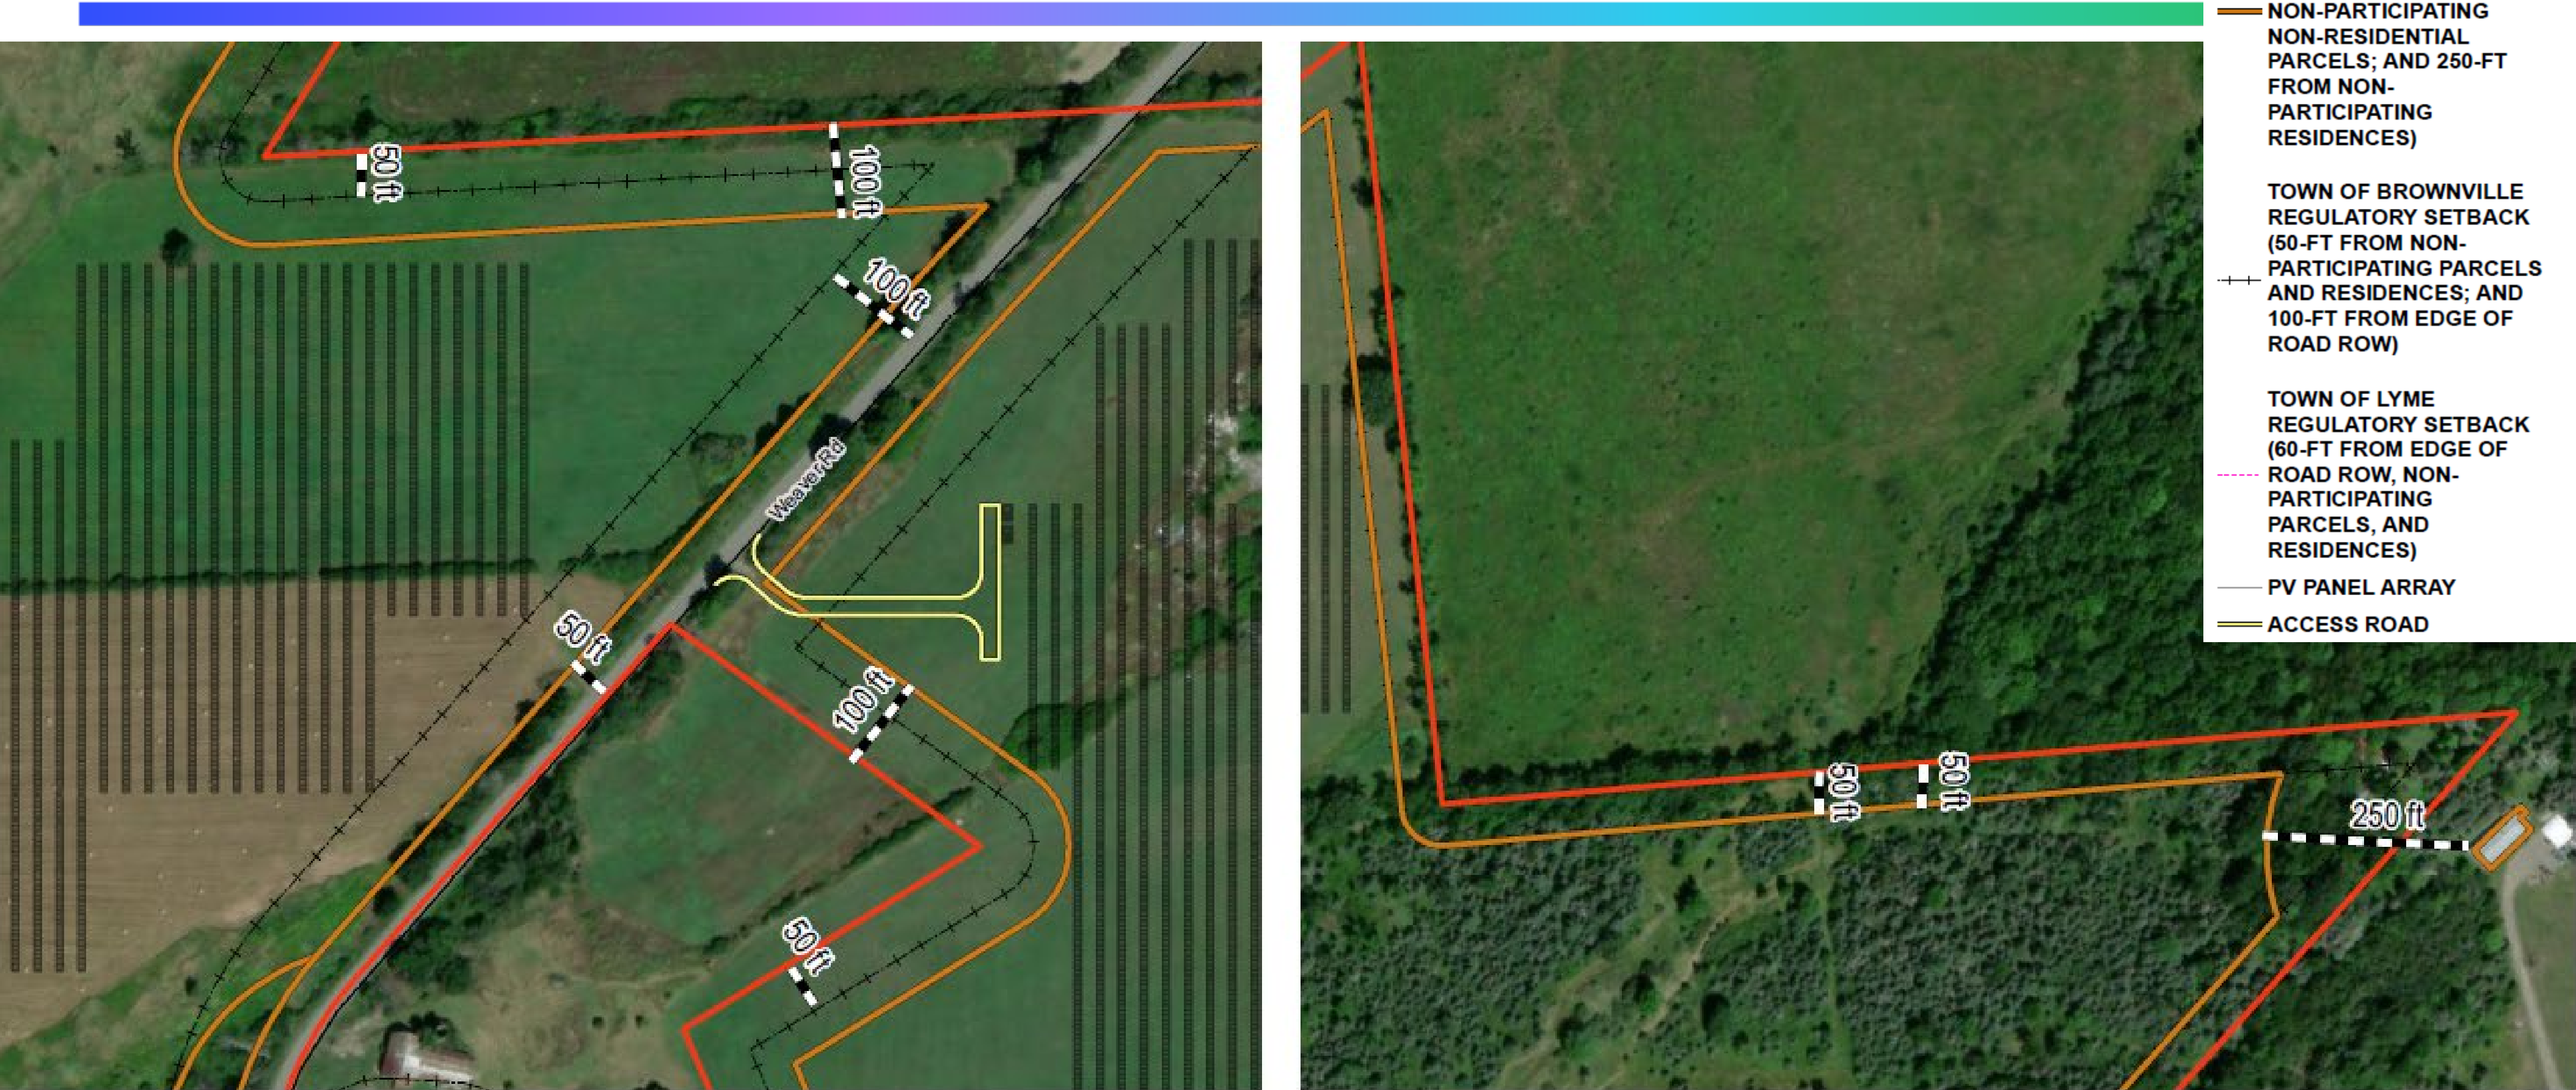 50 ft
100 ft
100 ft
Weaver Rd
50 ft
100 ft
50 ft
50 ft
50 ft
250 ft
NON-PARTICIPATING
NON-RESIDENTIAL
PARCELS; AND 250-FT
FROM NON-
PARTICIPATING
RESIDENCES)
TOWN OF BROWNVILLE
REGULATORY SETBACK
(50-FT FROM NON-
PARTICIPATING PARCELS
AND RESIDENCES; AND
100-FT FROM EDGE OF
ROAD ROW)
TOWN OF LYME
REGULATORY SETBACK
(60-FT FROM EDGE OF
ROAD ROW, NON-
PARTICIPATING
PARCELS, AND
RESIDENCES)
PV PANEL ARRAY
ACCESS ROAD